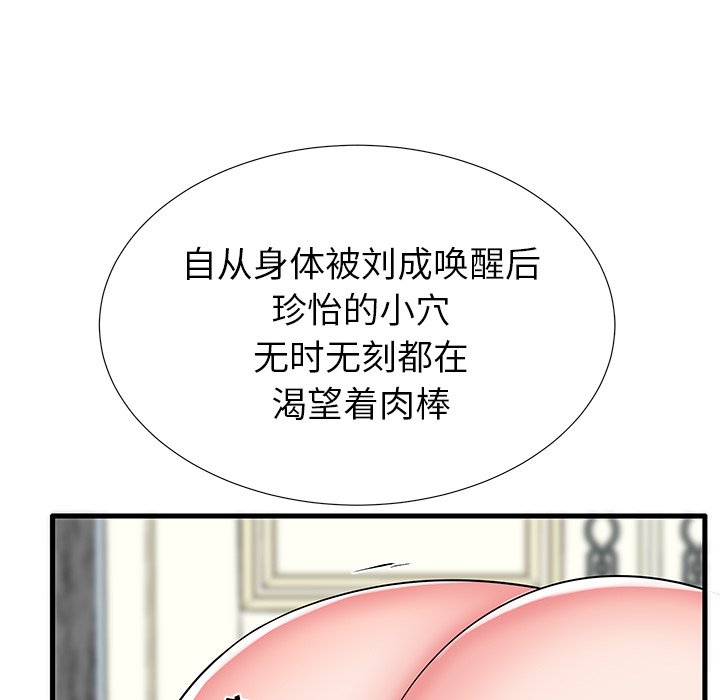 自从身体被刘成唤醒后
珍怡的小穴
无时无刻都在
渴望着肉棒